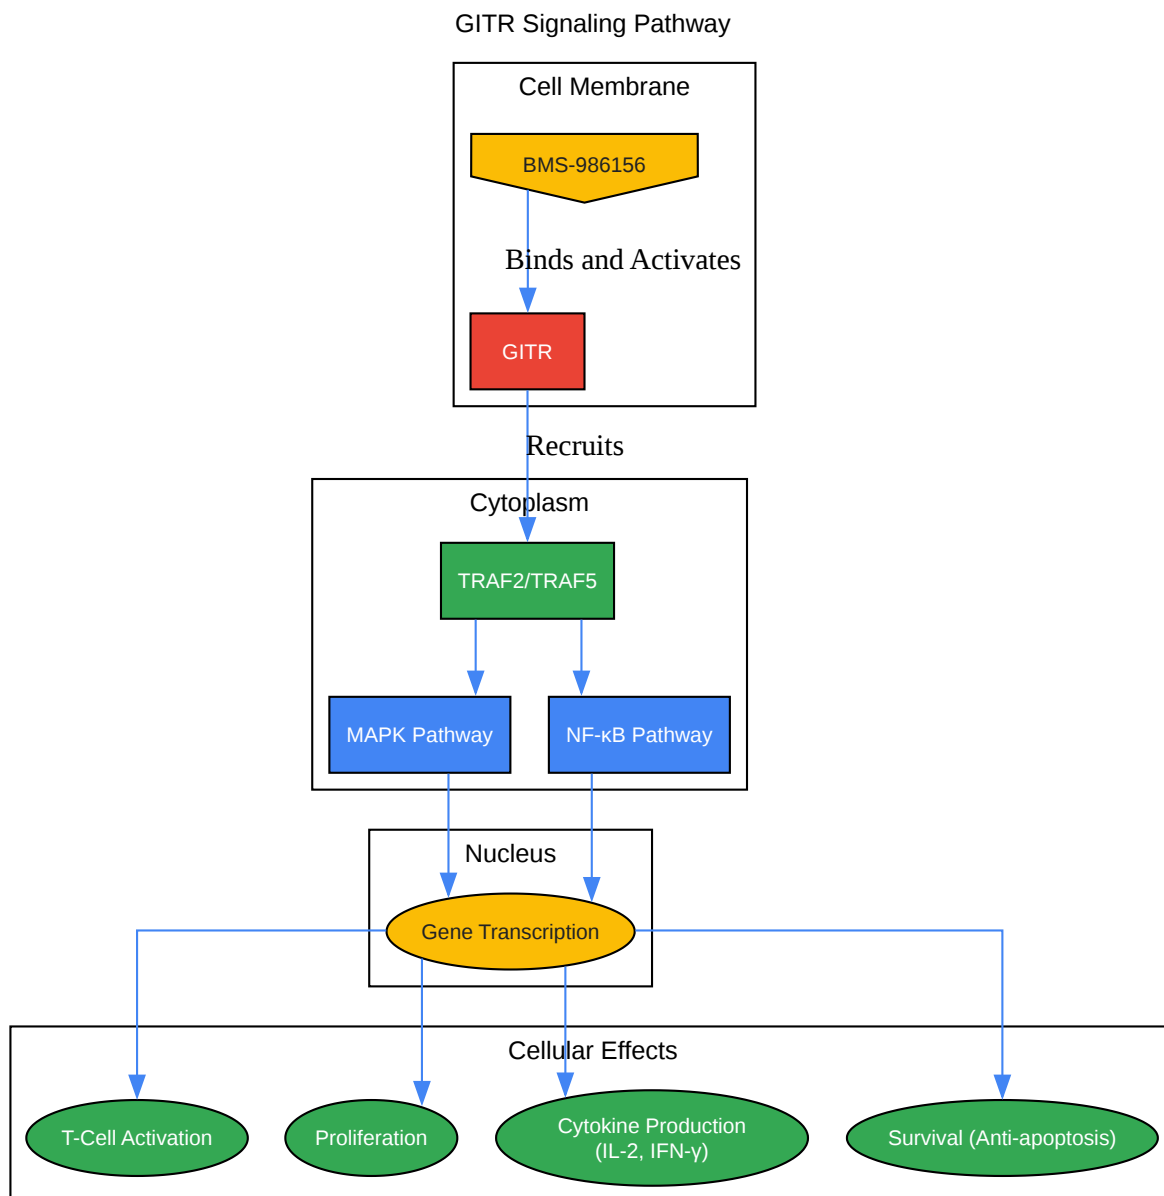 GITR Signaling Pathway
Cell Membrane
BMS-986156
Binds and Activates
GITR
Recruits
Cytoplasm
TRAF2/TRAF5
MAPK Pathway
NF-κB Pathway
Nucleus
Gene Transcription
Cellular Effects
T-Cell Activation
Proliferation
Cytokine Production
(IL-2, IFN-γ)
Survival (Anti-apoptosis)